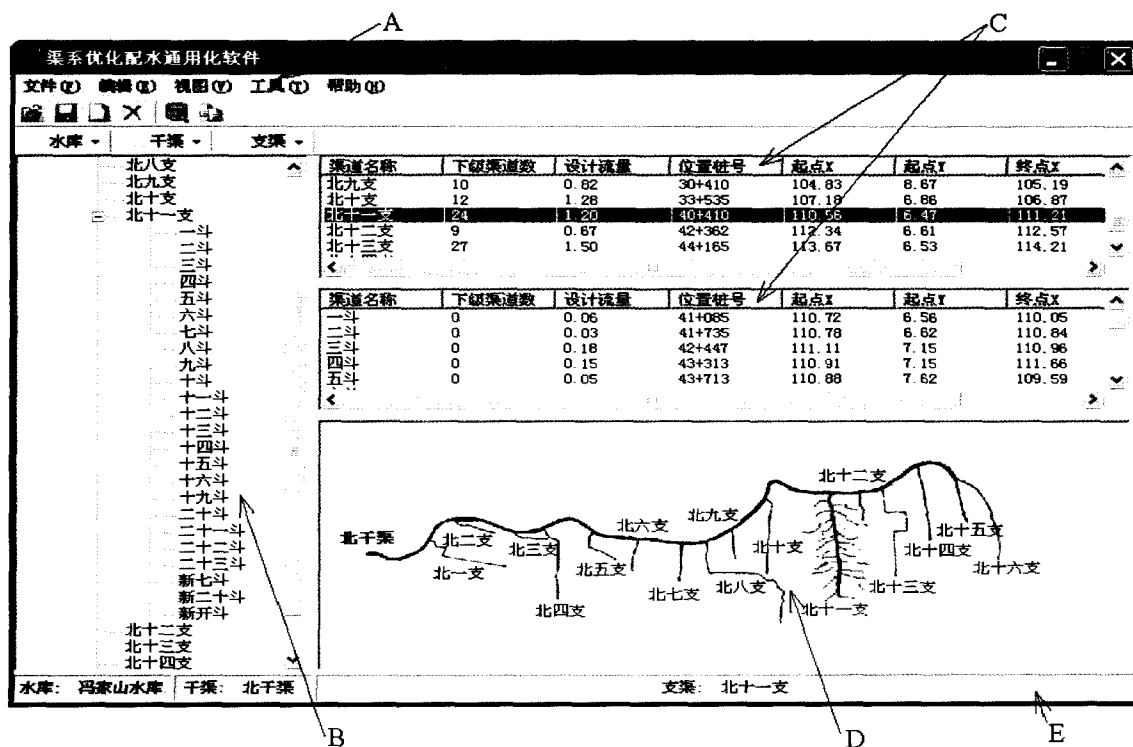 A
C
渠系优化配水通用化软件
文件(F) 编辑(E) 视图(V) 工具(T) 帮助(H)
水库 干渠 支渠
北八支
北九支
北十支
北十一支
一斗
二斗
三斗
四斗
五斗
六斗
七斗
八斗
九斗
十斗
十一斗
十二斗
十三斗
十四斗
十五斗
十六斗
十九斗
二十斗
二十一斗
二十二斗
二十三斗
新七斗
新二十斗
新开斗
北十二支
北十三支
北十四支
渠道名称 下级渠道数 设计流量 位置桩号 起点X 起点Y 终点X
北九支 10 0.82 30+410 104.83 8.67 105.19
北十支 12 1.28 33+535 107.18 6.86 106.87
北十一支 24 1.20 40+410 110.56 6.47 111.21
北十二支 9 0.67 42+362 112.34 6.61 112.57
北十三支 27 1.50 44+165 113.67 6.53 114.21
渠道名称 下级渠道数 设计流量 位置桩号 起点X 起点Y 终点X
一斗 0 0.06 41+085 110.72 6.56 110.05
二斗 0 0.03 41+735 110.78 6.62 110.84
三斗 0 0.18 42+447 111.11 7.15 110.96
四斗 0 0.15 43+313 110.91 7.15 111.66
五斗 0 0.05 43+713 110.88 7.62 109.59
北干渠
北一支
北二支
北三支
北四支
北五支
北六支
北七支
北八支
北九支
北十支
北十一支
北十二支
北十三支
北十四支
北十五支
北十六支
水库: 冯家山水库 干渠: 北干渠 支渠: 北十一支
B
D
E